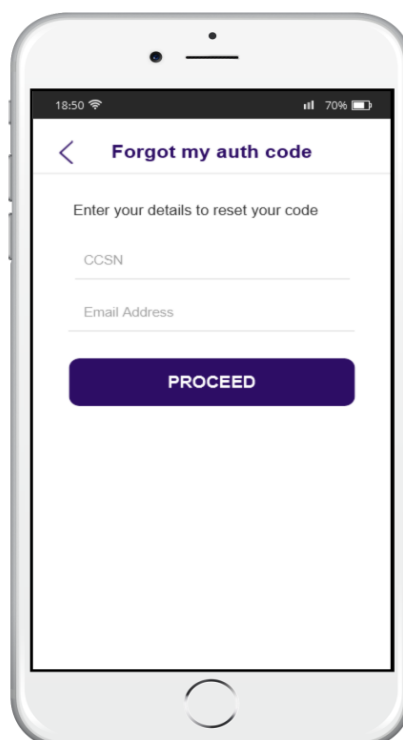 18:50 70%
Forgot my auth code
Enter your details to reset your code
CCSN
Email Address
PROCEED